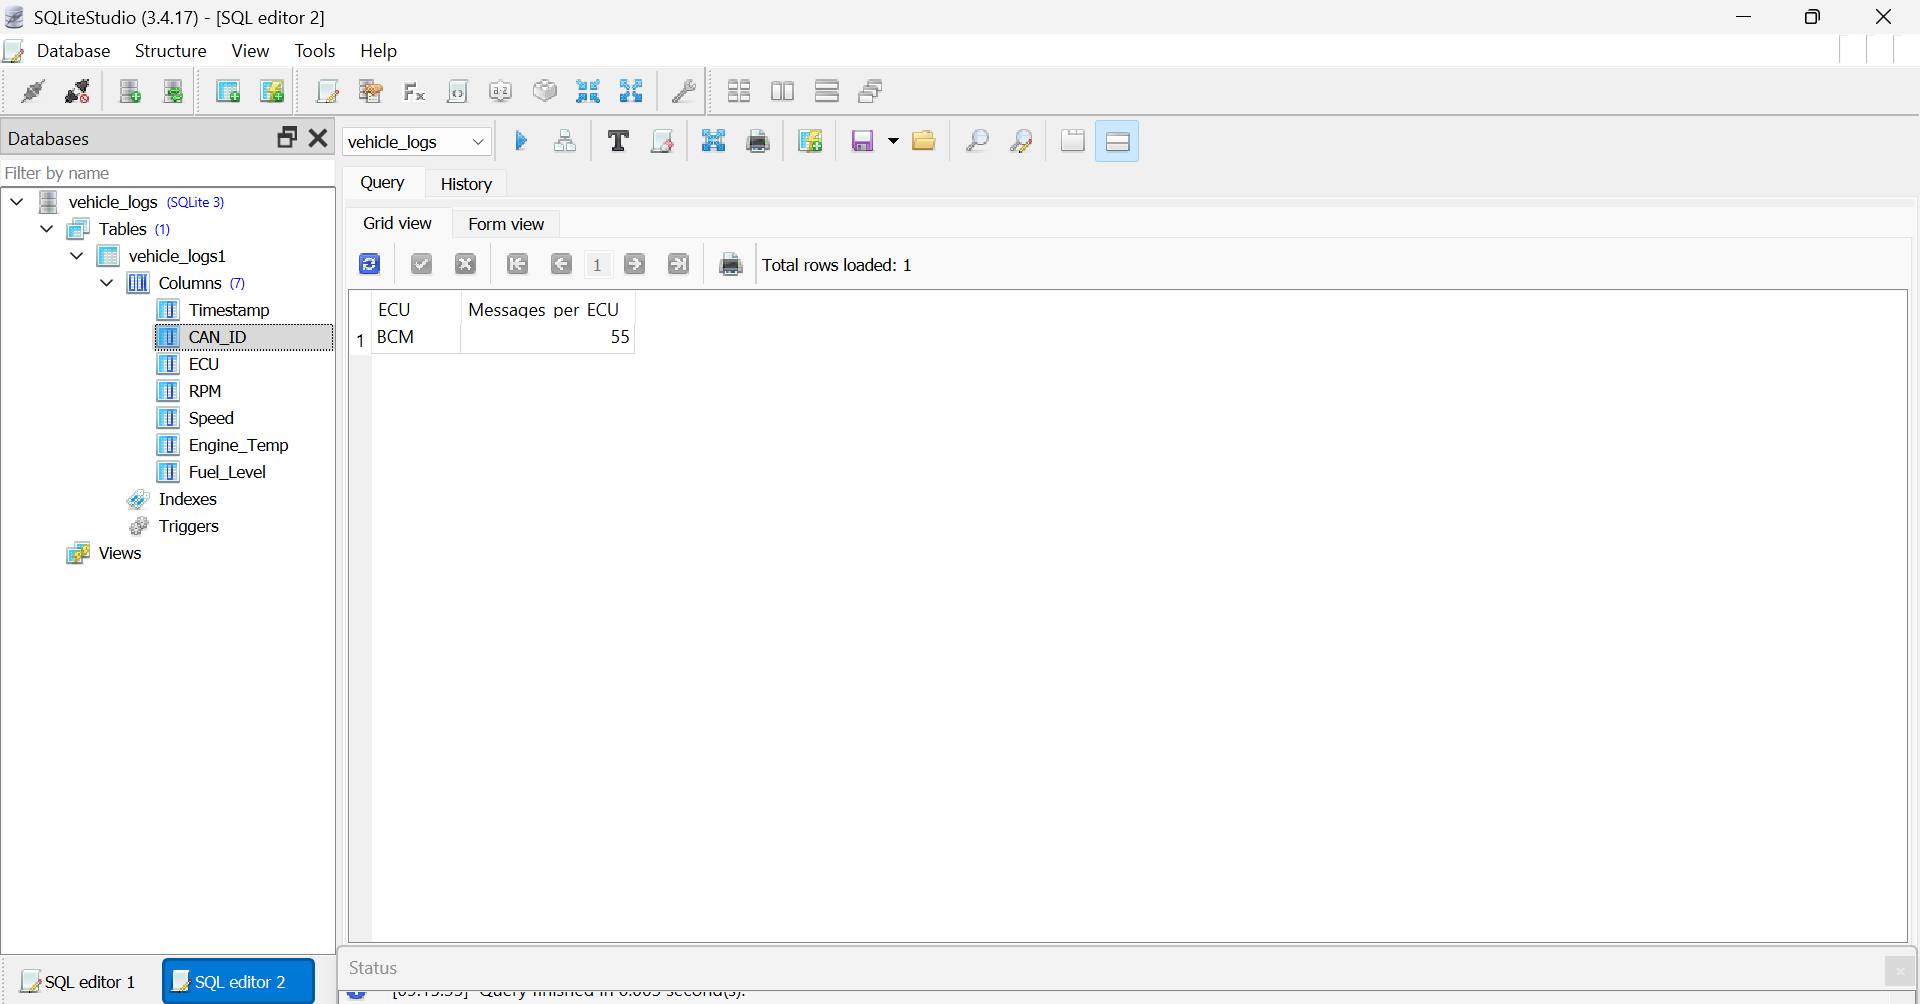 SQLiteStudio (3.4.17) - [SQL editor 2]
Database Structure View Tools Help
Databases
vehicle_logs
Filter by name
Query History
vehicle_logs (SQLite 3)
Tables (1)
vehicle_logs1
Columns (7)
Timestamp
CAN_ID
ECU
RPM
Speed
Engine_Temp
Fuel_Level
Indexes
Triggers
Views
Grid view Form view
1 Total rows loaded: 1
ECU Messages per ECU
1 BCM 55
SQL editor 1 SQL editor 2
Status
Query finished in second(s).